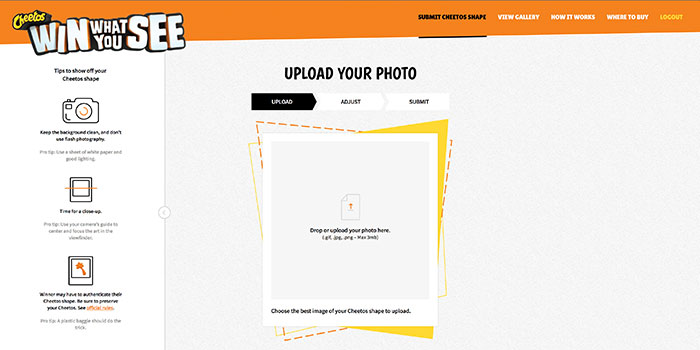 Cheetos
WIN WHAT YOU SEE
SUBMIT CHEETOS SHAPE
VIEW GALLERY
HOW IT WORKS
WHERE TO BUY
LOGOUT
Tips to show off your
Cheetos shape
Keep the background clean, and don't
use flash photography.
Pro tip: Use a sheet of white paper and
good lighting.
Time for a close-up.
Pro tip: Use your camera's guide to
center and focus the art in the
viewfinder.
Winner may have to authenticate their
Cheetos shape. Be sure to preserve
your Cheetos. See official rules.
Pro tip: A plastic baggie should do the
trick.
UPLOAD YOUR PHOTO
UPLOAD
ADJUST
SUBMIT
Drop or upload your photo here.
(.gif, .jpg, .png - Max 3mb)
Choose the best image of your Cheetos shape to upload.